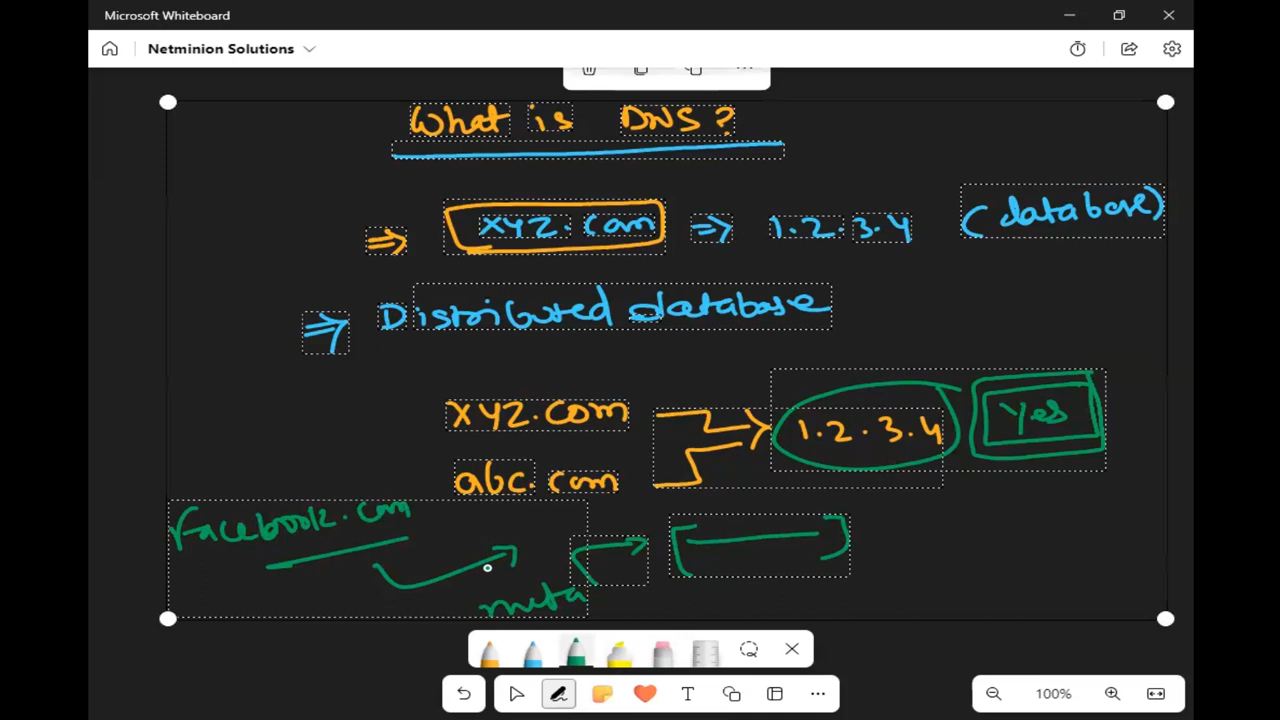 Microsoft Whiteboard
Netminion Solutions
What is DNS?
⇒ xyz.com ⇒ 1.2.3.4 (database)
⇒ Distributed database
xyz.com
1.2.3.4 Yes
abc.com
Facebook.com
meta
100%